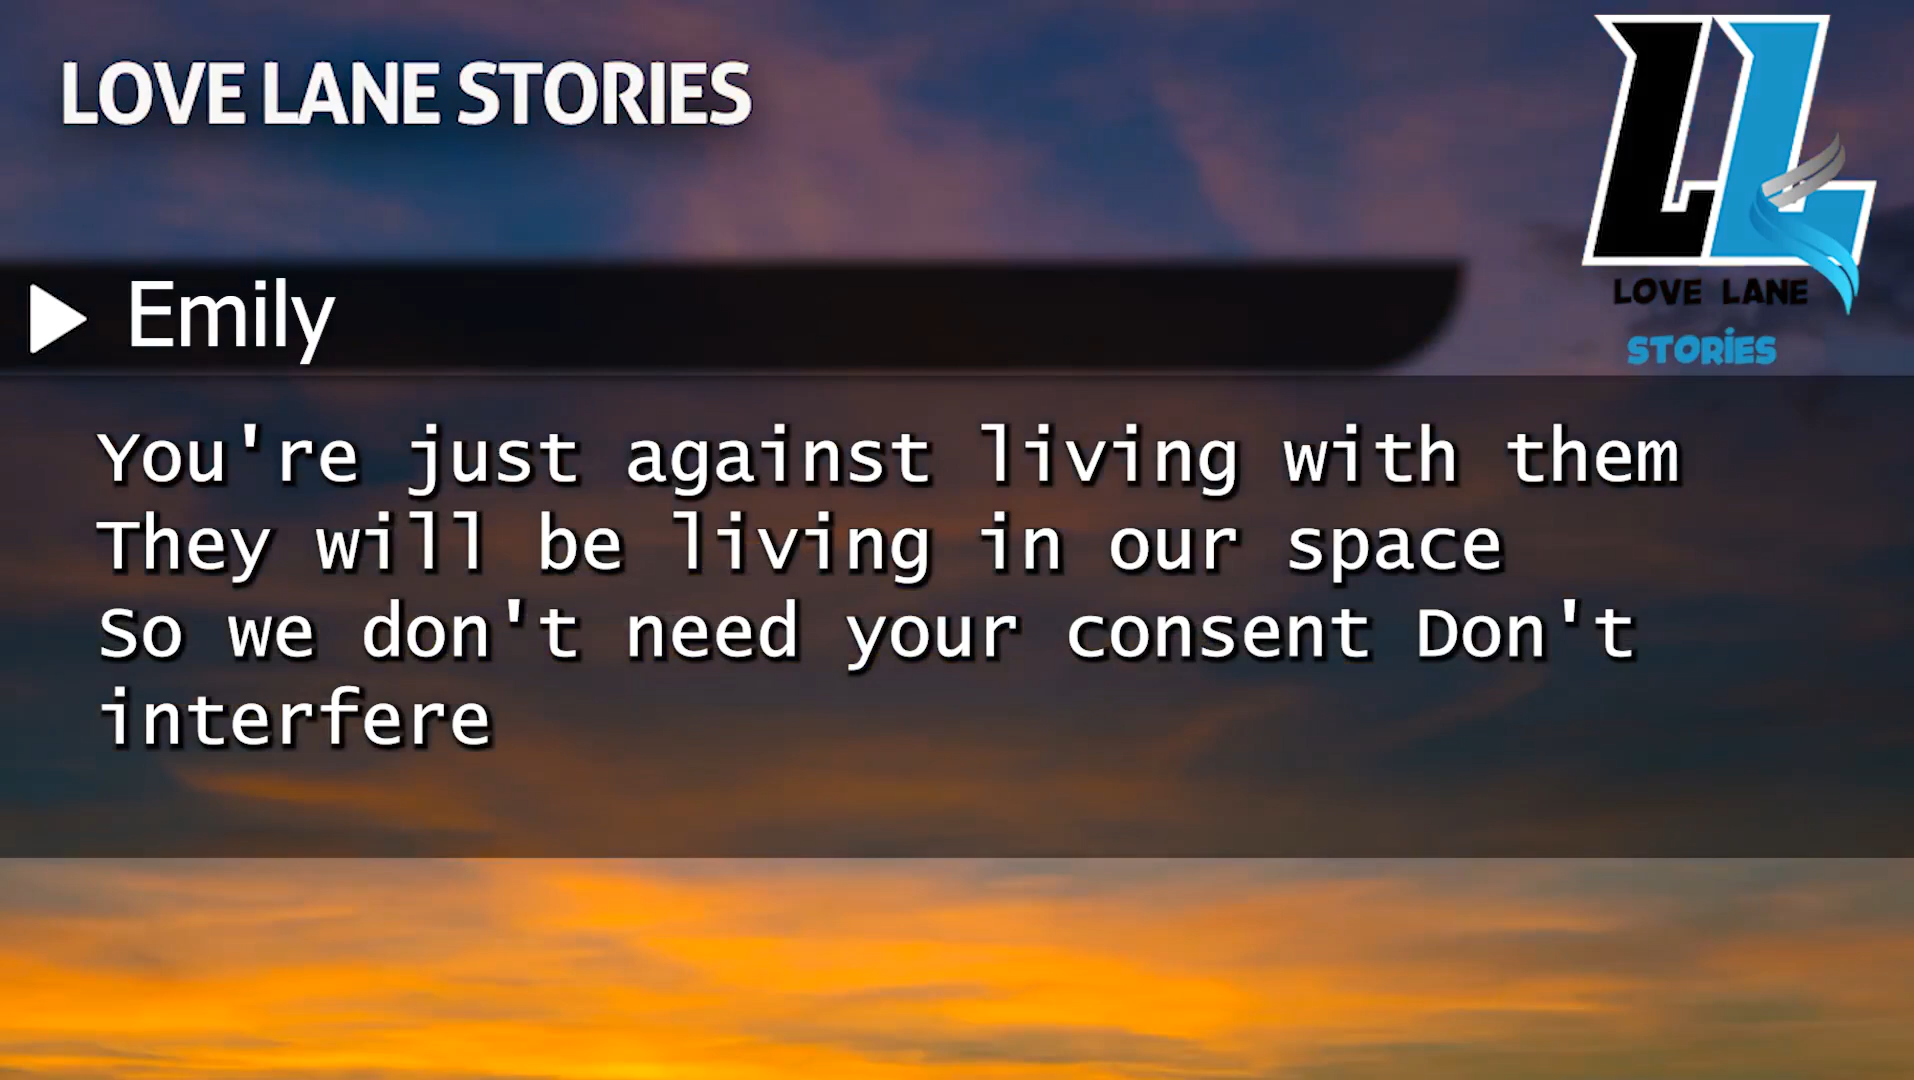 LOVE LANE STORIES
LL
LOVE LANE
STORIES
Emily
You're just against living with them
They will be living in our space
So we don't need your consent Don't
interfere